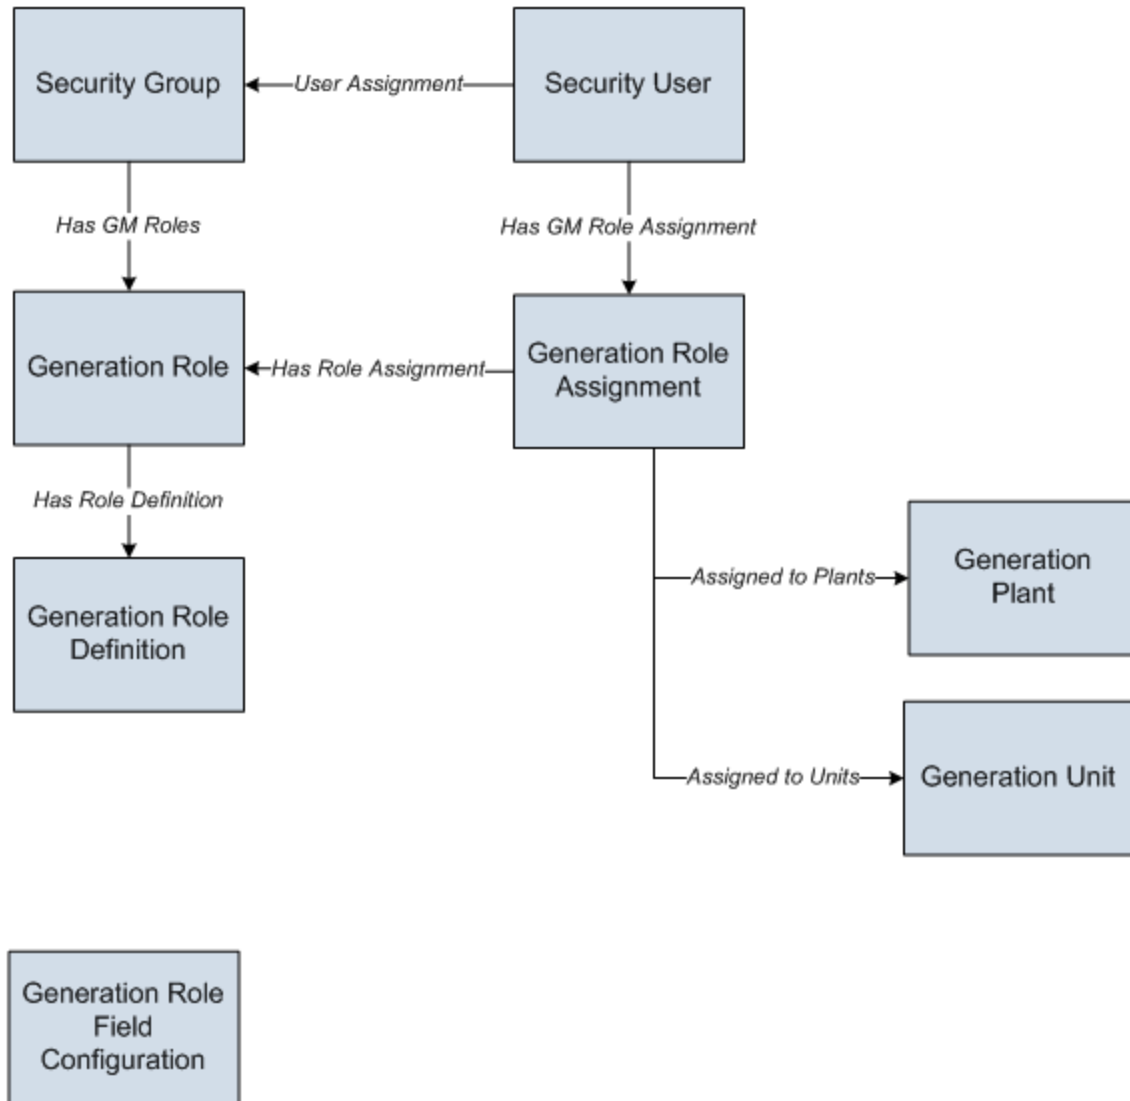 Security Group
User Assignment
Security User
Has GM Roles
Has GM Role Assignment
Generation Role
Has Role Assignment
Generation Role
Assignment
Has Role Definition
Generation Role
Definition
Assigned to Plants
Generation
Plant
Assigned to Units
Generation Unit
Generation Role
Field
Configuration